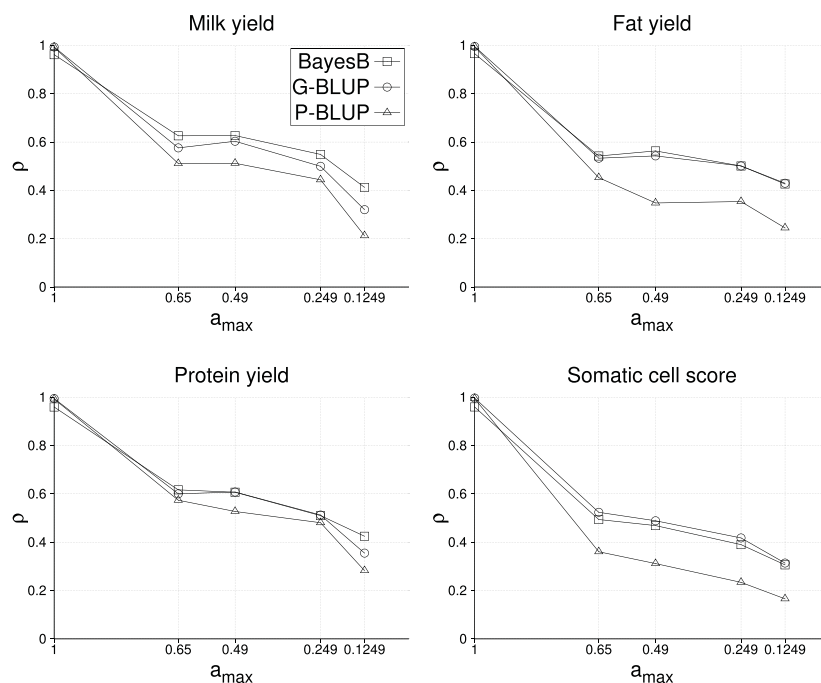 Milk yield
BayesB
G-BLUP
P-BLUP
1
0.8
0.6
0.4
0.2
0
ρ
1 0.65 0.49 0.249 0.1249
a_max
Fat yield
1
0.8
0.6
0.4
0.2
0
ρ
1 0.65 0.49 0.249 0.1249
a_max
Protein yield
1
0.8
0.6
0.4
0.2
0
ρ
1 0.65 0.49 0.249 0.1249
a_max
Somatic cell score
1
0.8
0.6
0.4
0.2
0
ρ
1 0.65 0.49 0.249 0.1249
a_max